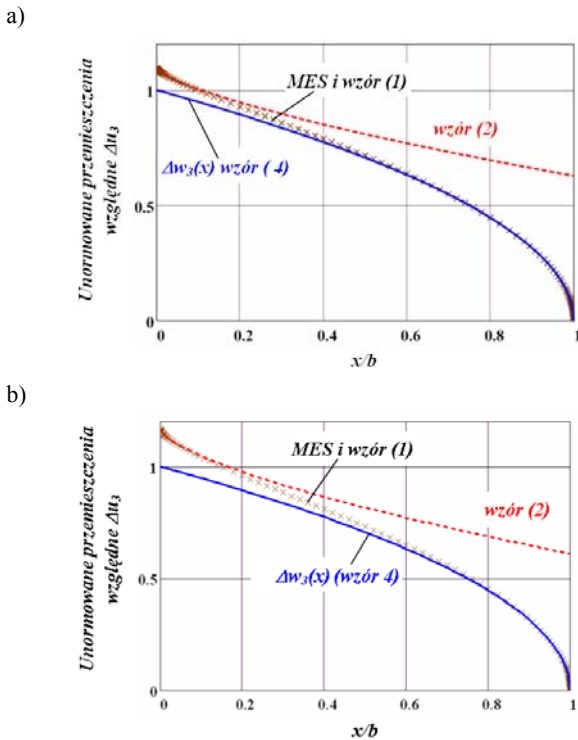 a)
Unormowane przemieszczenia
względne Δu3
1
0.5
0
MES i wzór (1)
wzór (2)
Δw3(x) wzór (4)
0
0.2
0.4
0.6
0.8
1
x/b
b)
Unormowane przemieszczenia
względne Δu3
1
0.5
0
MES i wzór (1)
wzór (2)
Δw3(x) (wzór 4)
0
0.2
0.4
0.6
0.8
1
x/b